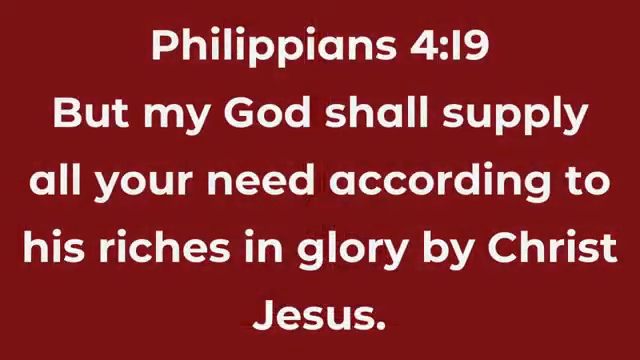 Philippians 4:19
But my God shall supply
all your need according to
his riches in glory by Christ
Jesus.